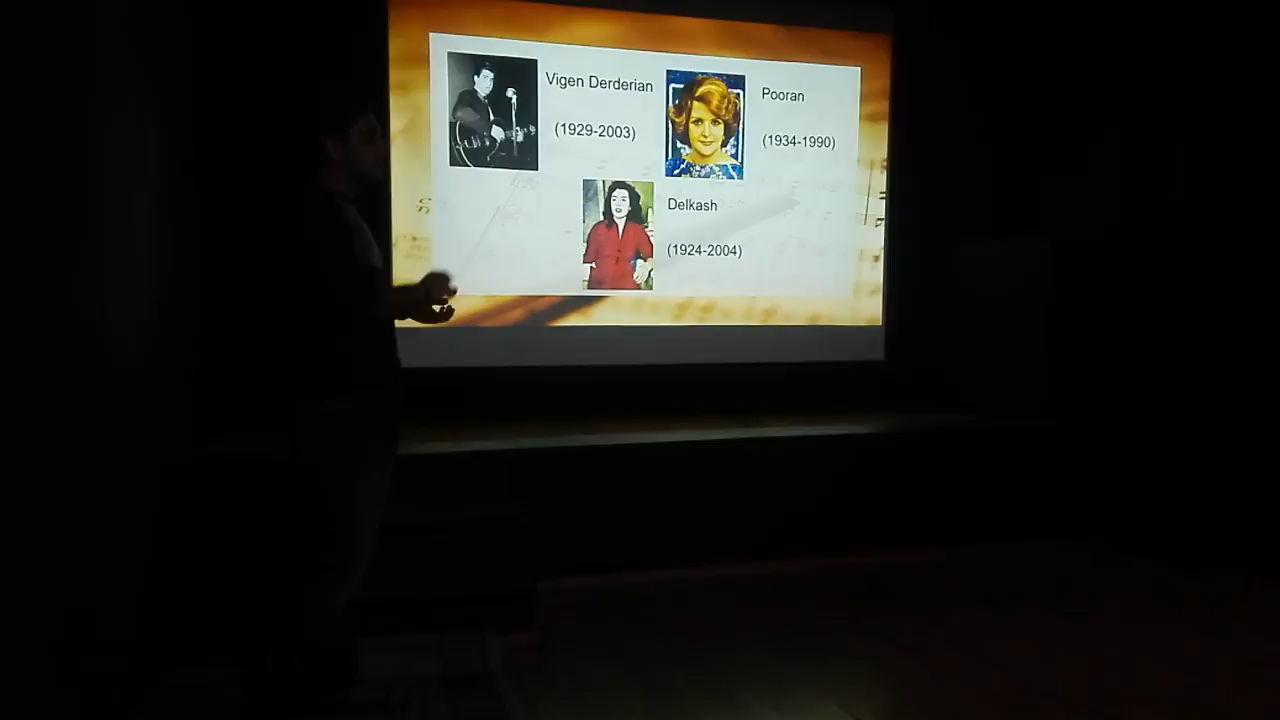 Vigen Derderian
(1929-2003)
Pooran
(1934-1990)
Delkash
(1924-2004)